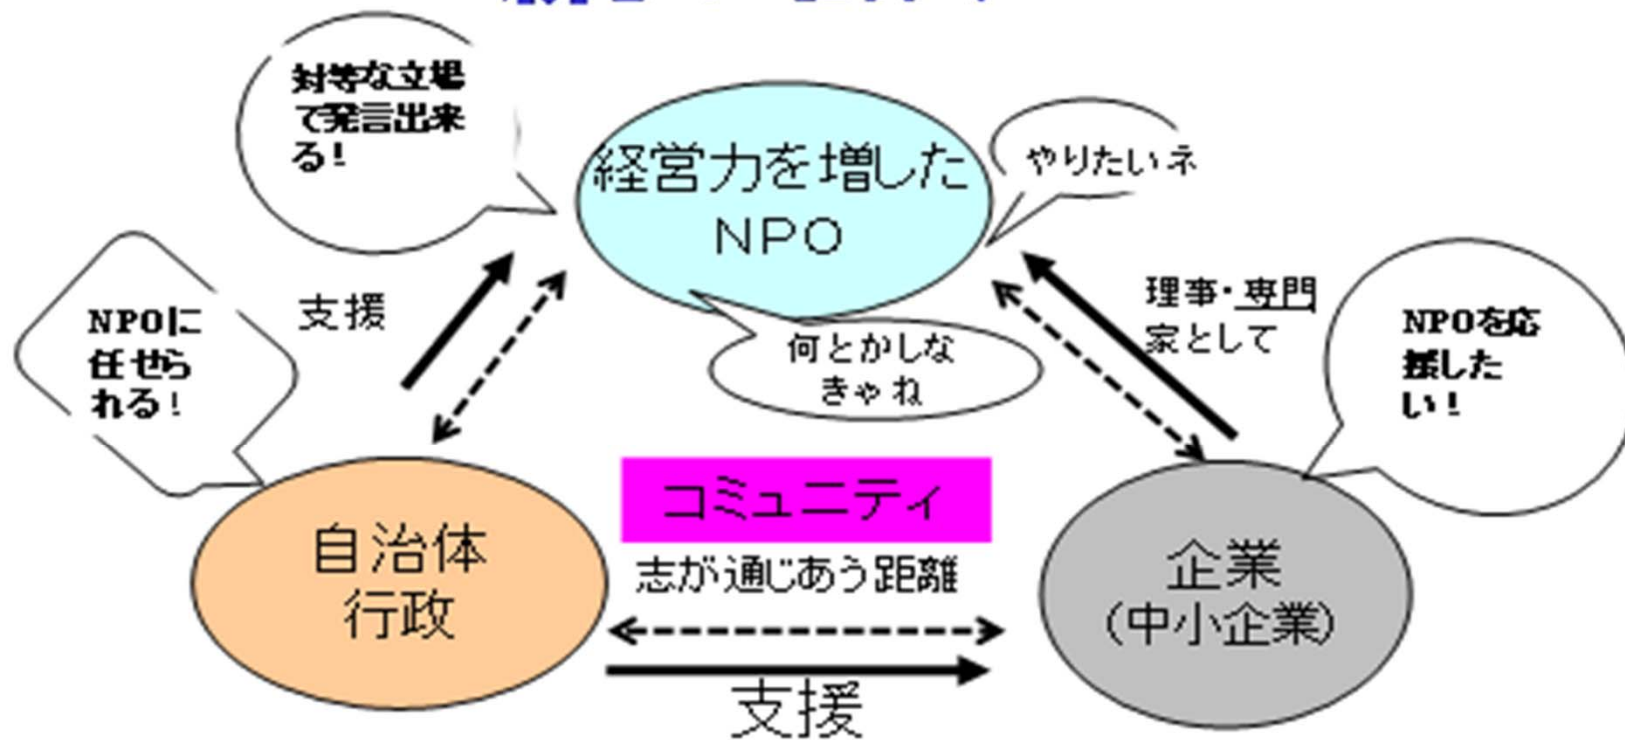 対等な立場
で発言出来
る!
経営力を増した
NPO
やりたいネ
NPOに
任せら
れる!
支援
何とかしな
きゃね
理事・専門
家として
NPOを応
援した
い!
コミュニティ
志が通じあう距離
自治体
行政
企業
(中小企業)
支援